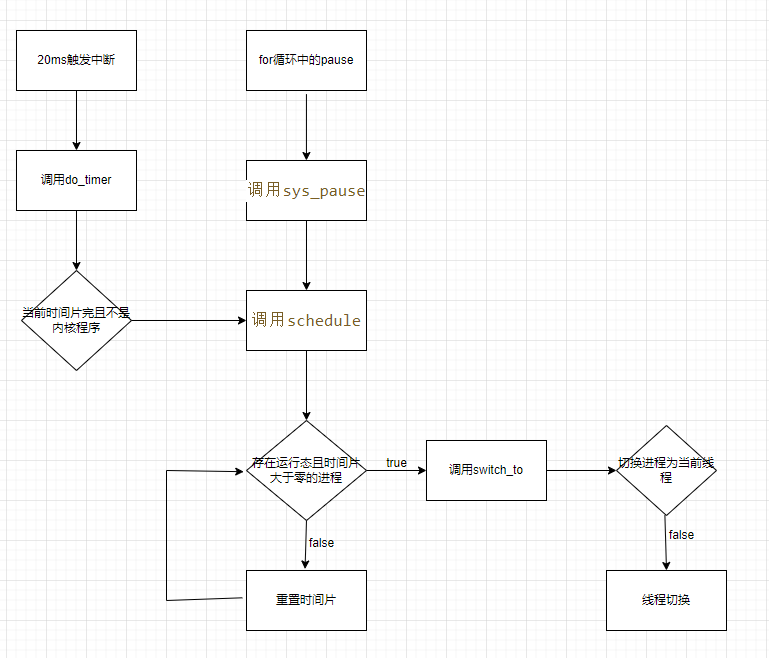 20ms触发中断
for循环中的pause
调用do_timer
调用sys_pause
当前时间片完且不是
内核程序
调用schedule
存在运行态且时间片
大于零的进程
true
调用switch_to
切换进程为当前线
程
false
false
重置时间片
线程切换